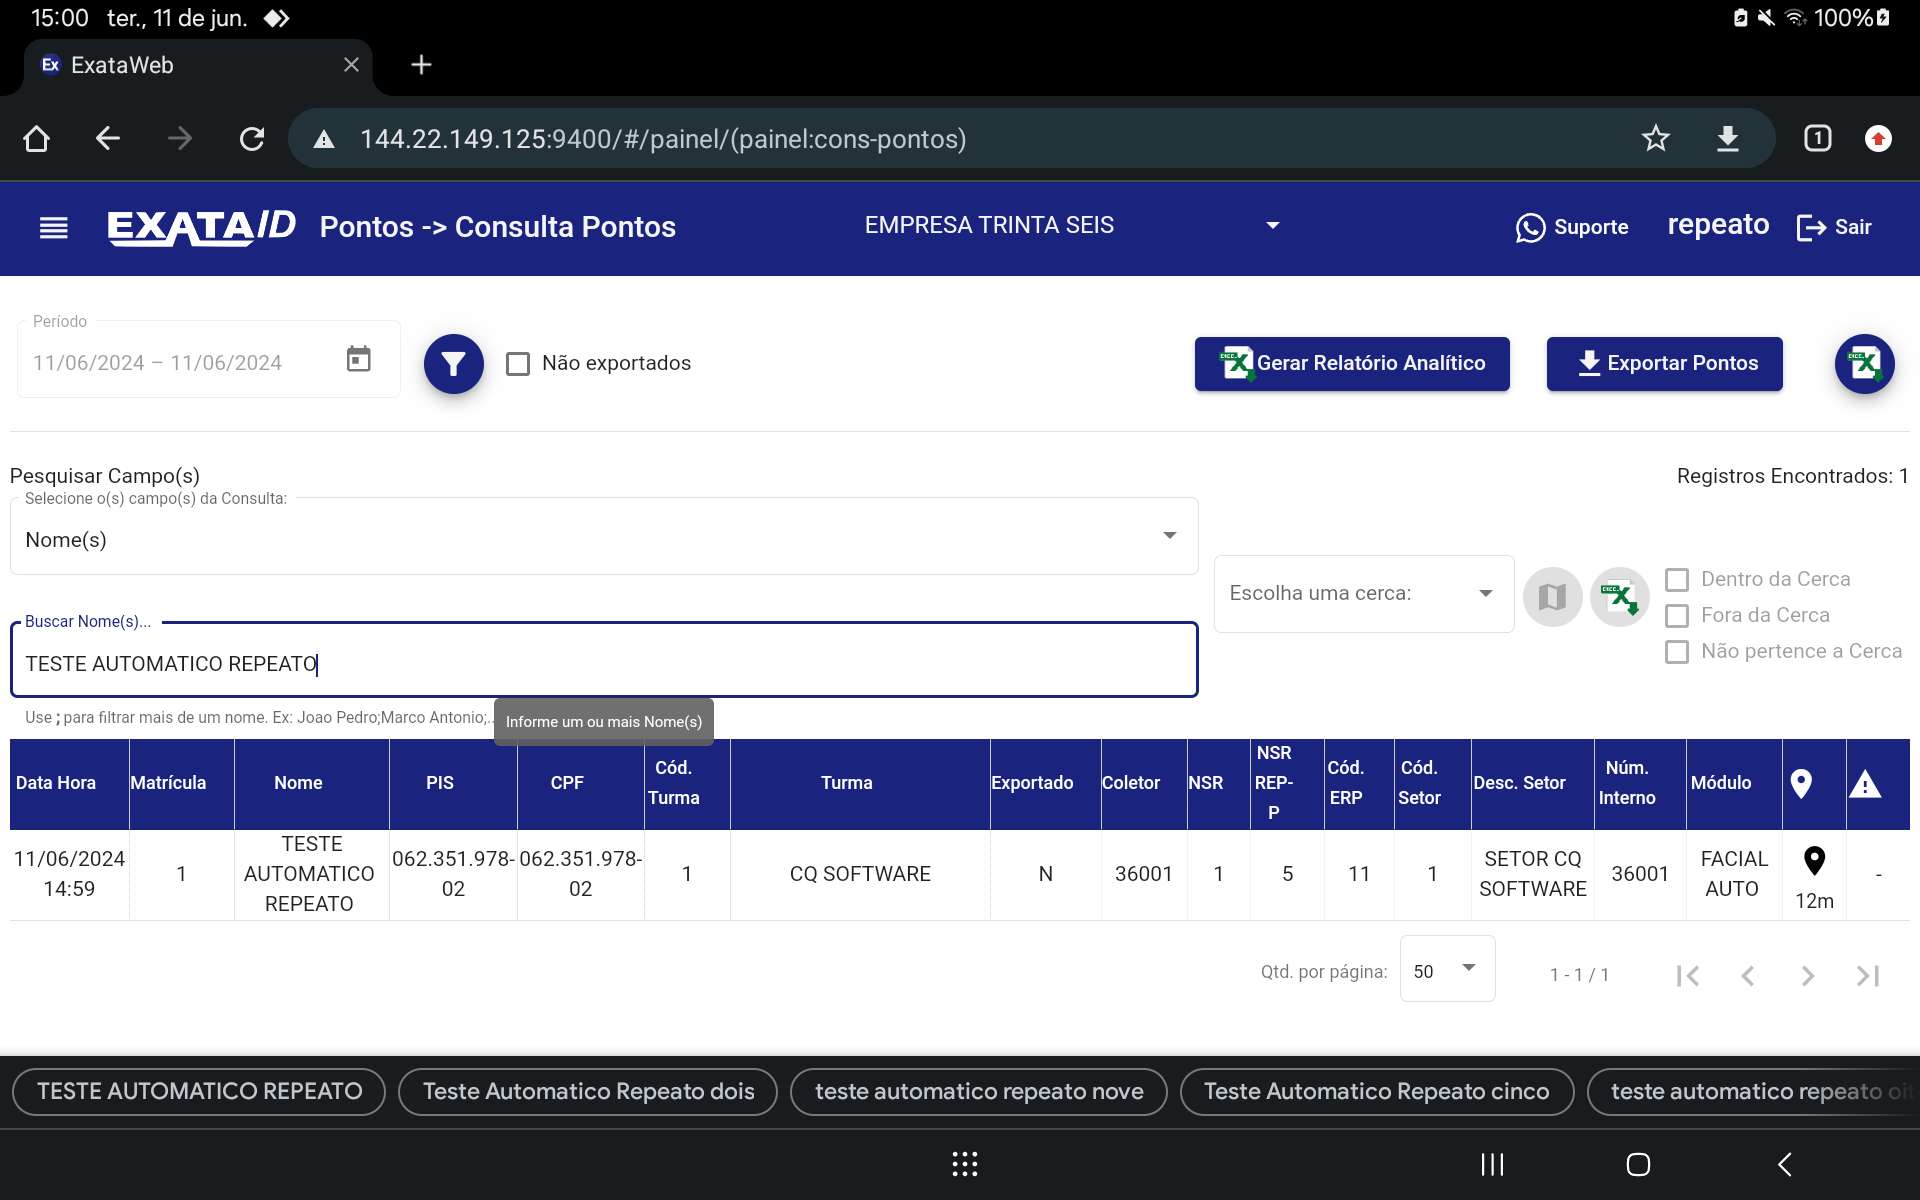 15:00 ter., 11 de jun.
100%
Ex ExataWeb
144.22.149.125:9400/#/painel/(painel:cons-pontos)
1
EXATA ID Pontos -> Consulta Pontos EMPRESA TRINTA SEIS Suporte repeato Sair
Período
11/06/2024 – 11/06/2024
Não exportados
Gerar Relatório Analítico
Exportar Pontos
Pesquisar Campo(s)
Registros Encontrados: 1
Selecione o(s) campo(s) da Consulta:
Nome(s)
Escolha uma cerca:
Dentro da Cerca
Fora da Cerca
Não pertence a Cerca
Buscar Nome(s)...
TESTE AUTOMATICO REPEATO
Use ; para filtrar mais de um nome. Ex: Joao Pedro;Marco Antonio;..
Informe um ou mais Nome(s)
Data Hora Matrícula Nome PIS CPF Cód. Turma Turma Exportado Coletor NSR NSR REP-P Cód. ERP Cód. Setor Desc. Setor Núm. Interno Módulo
11/06/2024 14:59 1 TESTE AUTOMATICO REPEATO 062.351.978-02 062.351.978-02 1 CQ SOFTWARE N 36001 1 5 11 1 SETOR CQ SOFTWARE 36001 FACIAL AUTO 12m -
Qtd. por página: 50 1 - 1 / 1
TESTE AUTOMATICO REPEATO
Teste Automatico Repeato dois
teste automatico repeato nove
Teste Automatico Repeato cinco
teste automatico repeato oit